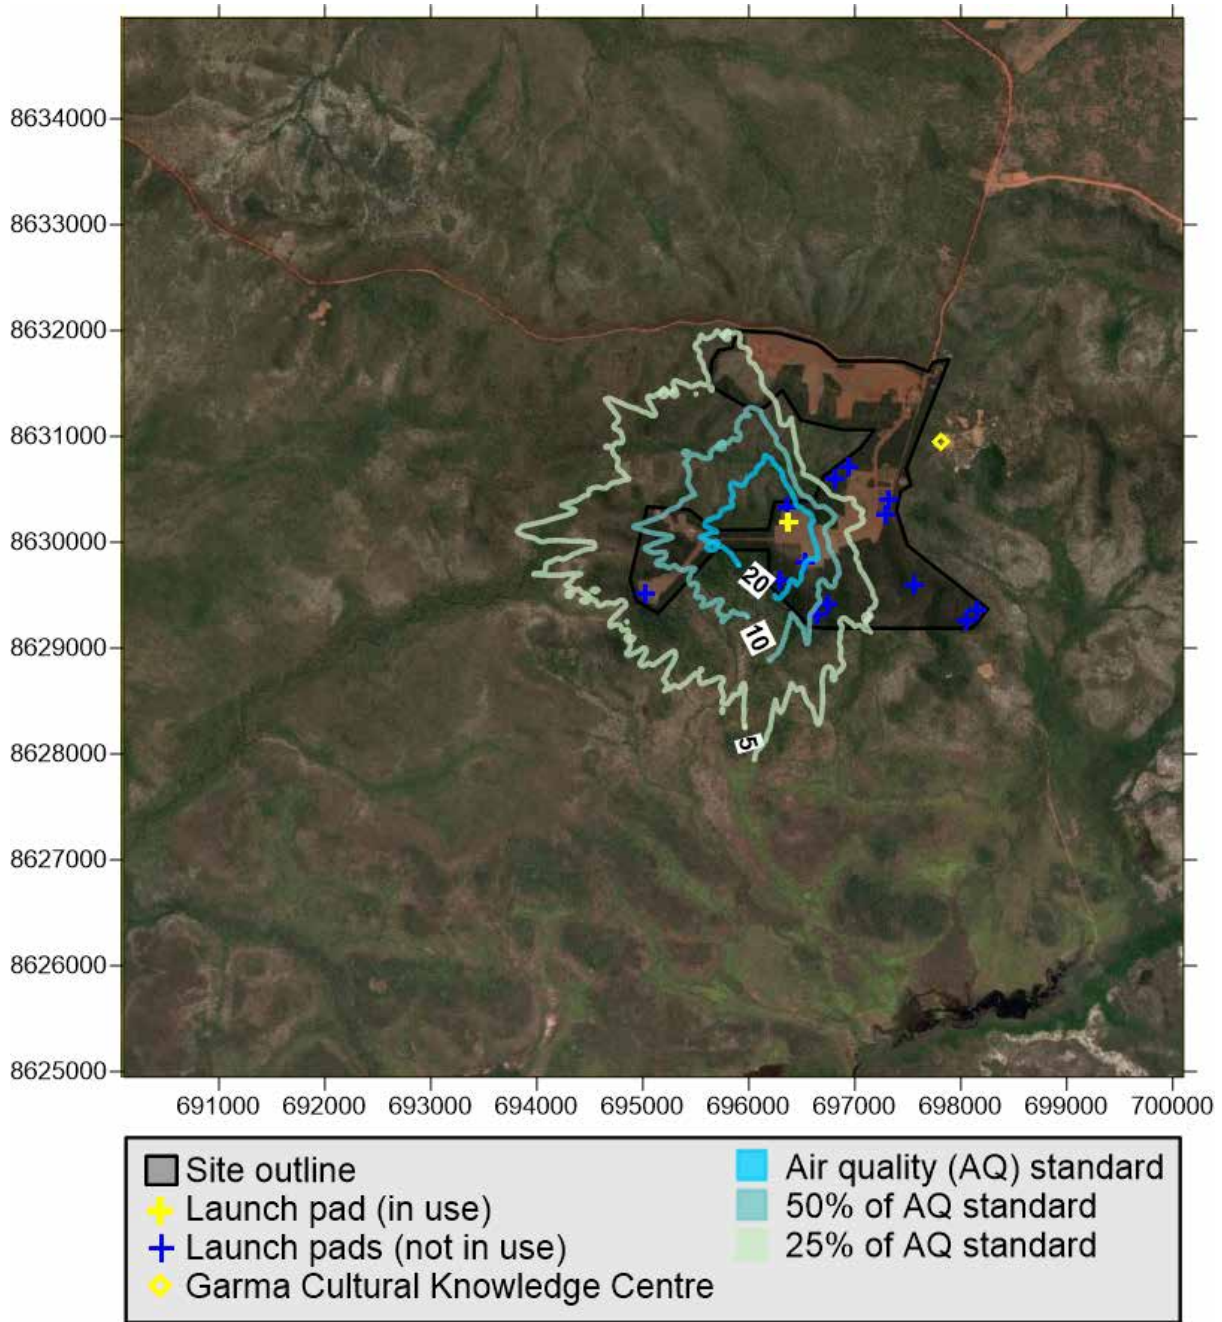 8634000
8633000
8632000
8631000
8630000
8629000
8628000
8627000
8626000
8625000
20
10
5
691000 692000 693000 694000 695000 696000 697000 698000 699000 700000
Site outline
Launch pad (in use)
Launch pads (not in use)
Garma Cultural Knowledge Centre
Air quality (AQ) standard
50% of AQ standard
25% of AQ standard